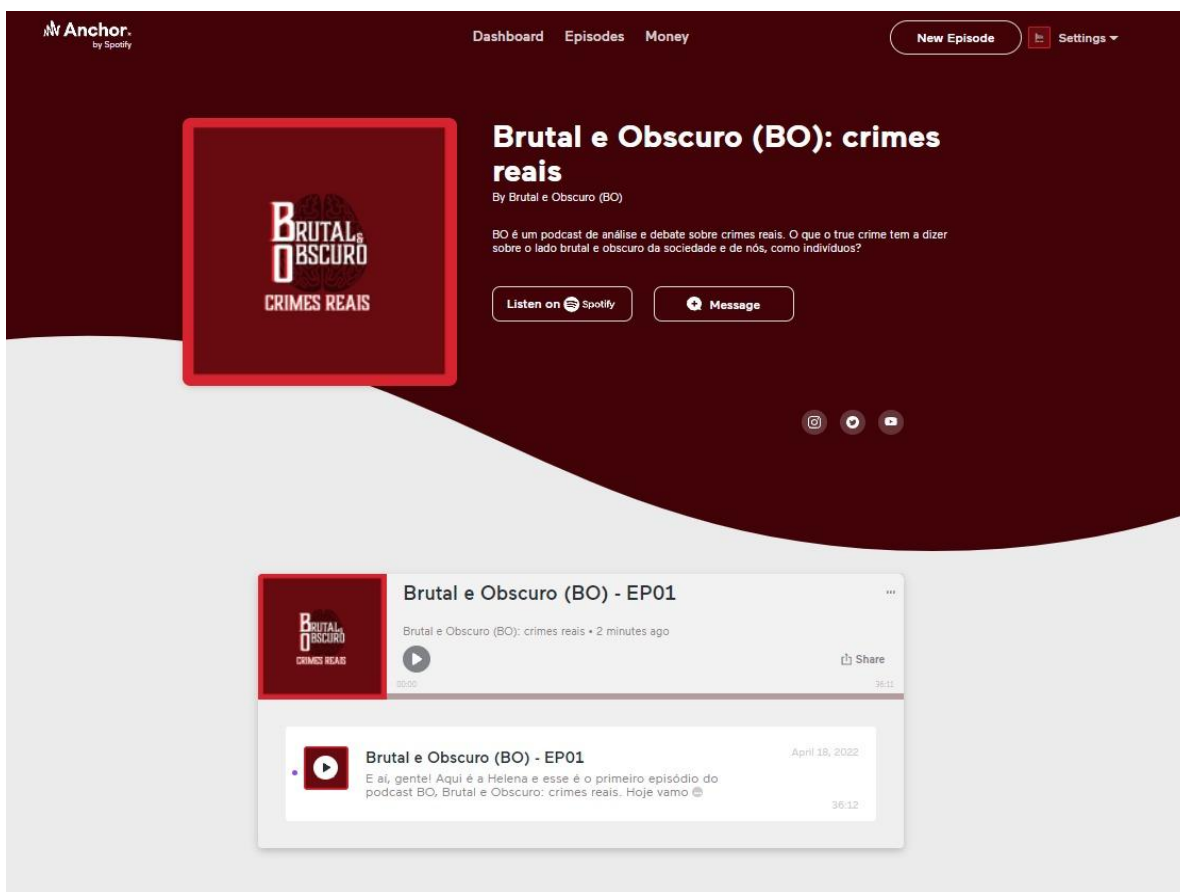 Anchor.
by Spotify
Dashboard Episodes Money
New Episode
Settings
Brutal e Obscuro (BO): crimes
reais
By Brutal e Obscuro (BO)
BO é um podcast de análise e debate sobre crimes reais. O que o true crime tem a dizer
sobre o lado brutal e obscuro da sociedade e de nós, como indivíduos?
Listen on Spotify
Message
BRUTAL&
OBSCURO
CRIMES REAIS
Brutal e Obscuro (BO) - EP01
...
Brutal e Obscuro (BO): crimes reais • 2 minutes ago
Share
00:00
36:11
BRUTAL&
OBSCURO
CRIMES REAIS
Brutal e Obscuro (BO) - EP01
April 18, 2022
E aí, gente! Aqui é a Helena e esse é o primeiro episódio do
podcast BO, Brutal e Obscuro: crimes reais. Hoje vamo
36:12